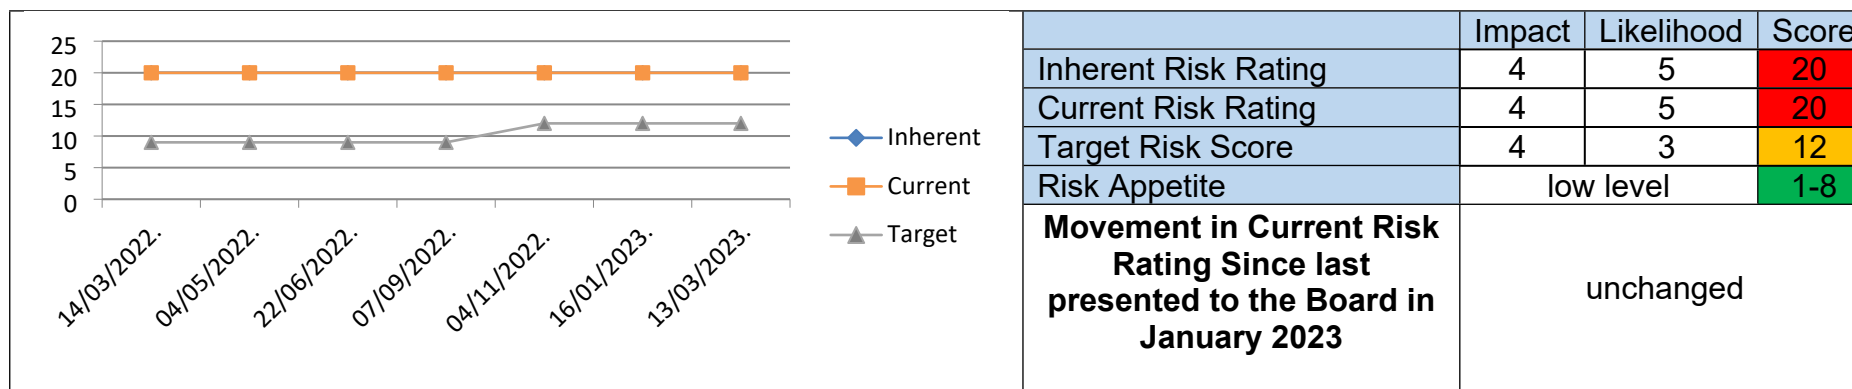 25
20
15
10
5
0
14/03/2022.
04/05/2022.
22/06/2022.
07/09/2022.
04/11/2022.
16/01/2023.
13/03/2023.
Inherent
Current
Target
Impact Likelihood Score
Inherent Risk Rating 4 5 20
Current Risk Rating 4 5 20
Target Risk Score 4 3 12
Risk Appetite low level 1-8
Movement in Current Risk
Rating Since last
presented to the Board in
January 2023
unchanged